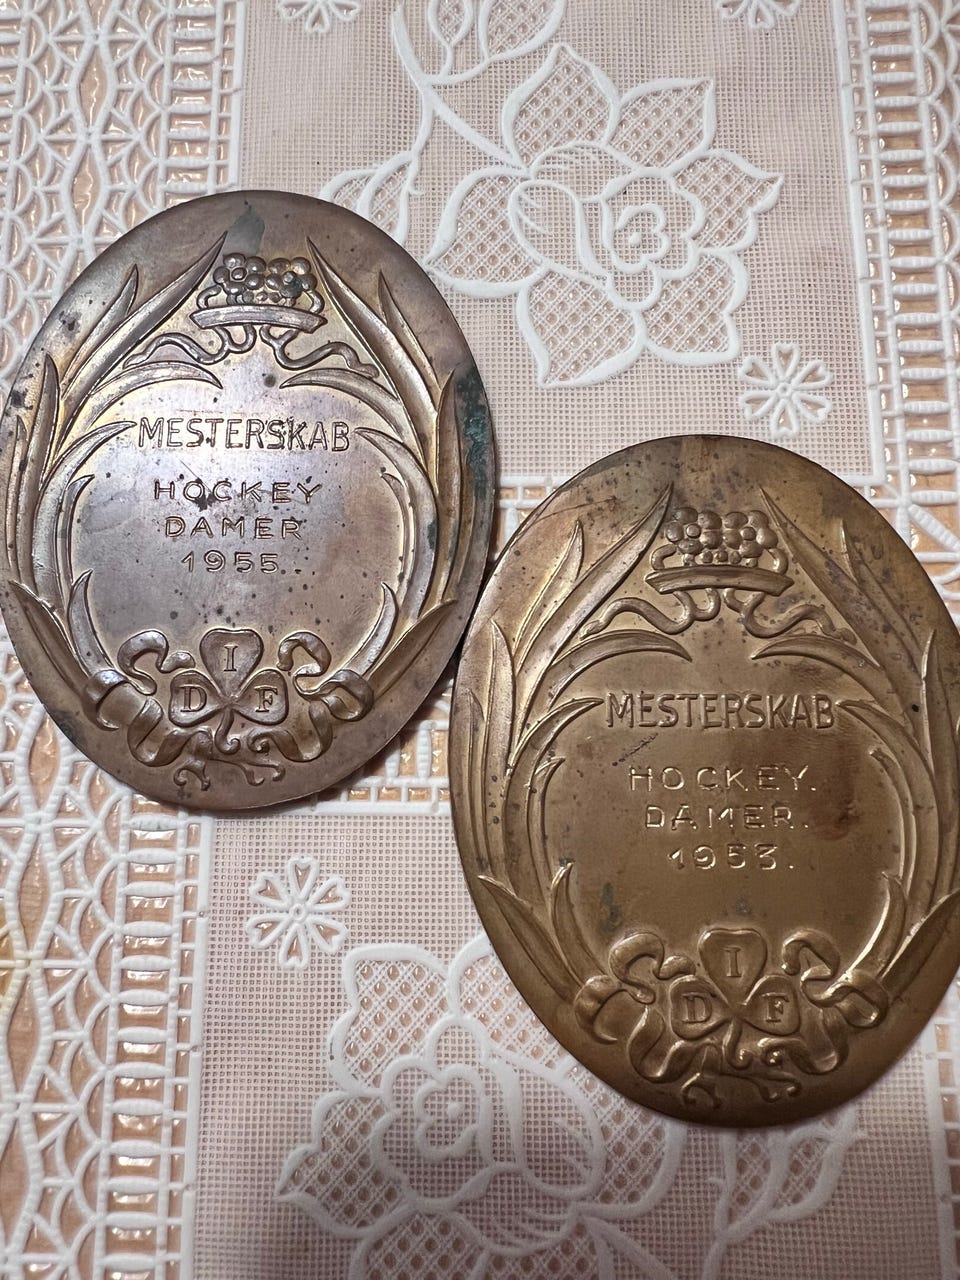 MESTERSKAB
HOCKEY
DAMER
1955.
I
D F
MESTERSKAB
HOCKEY.
DAMER.
1953.
I
D F